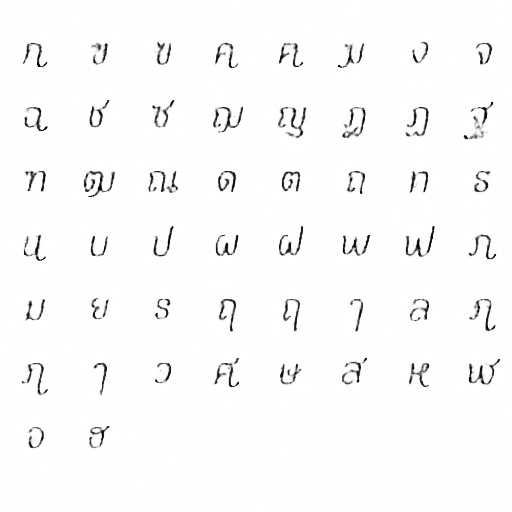 ก ข ฃ ค ฅ ฆ ง จ
ฉ ช ซ ฌ ญ ฎ ฏ ฐ
ฑ ฒ ณ ด ต ถ ท ธ
น บ ป ผ ฝ พ ฟ ภ
ม ย ร ฤ ฤ ๅ ล ฦ
ฦ ๅ ว ศ ษ ส ห ฬ
อ ฮ